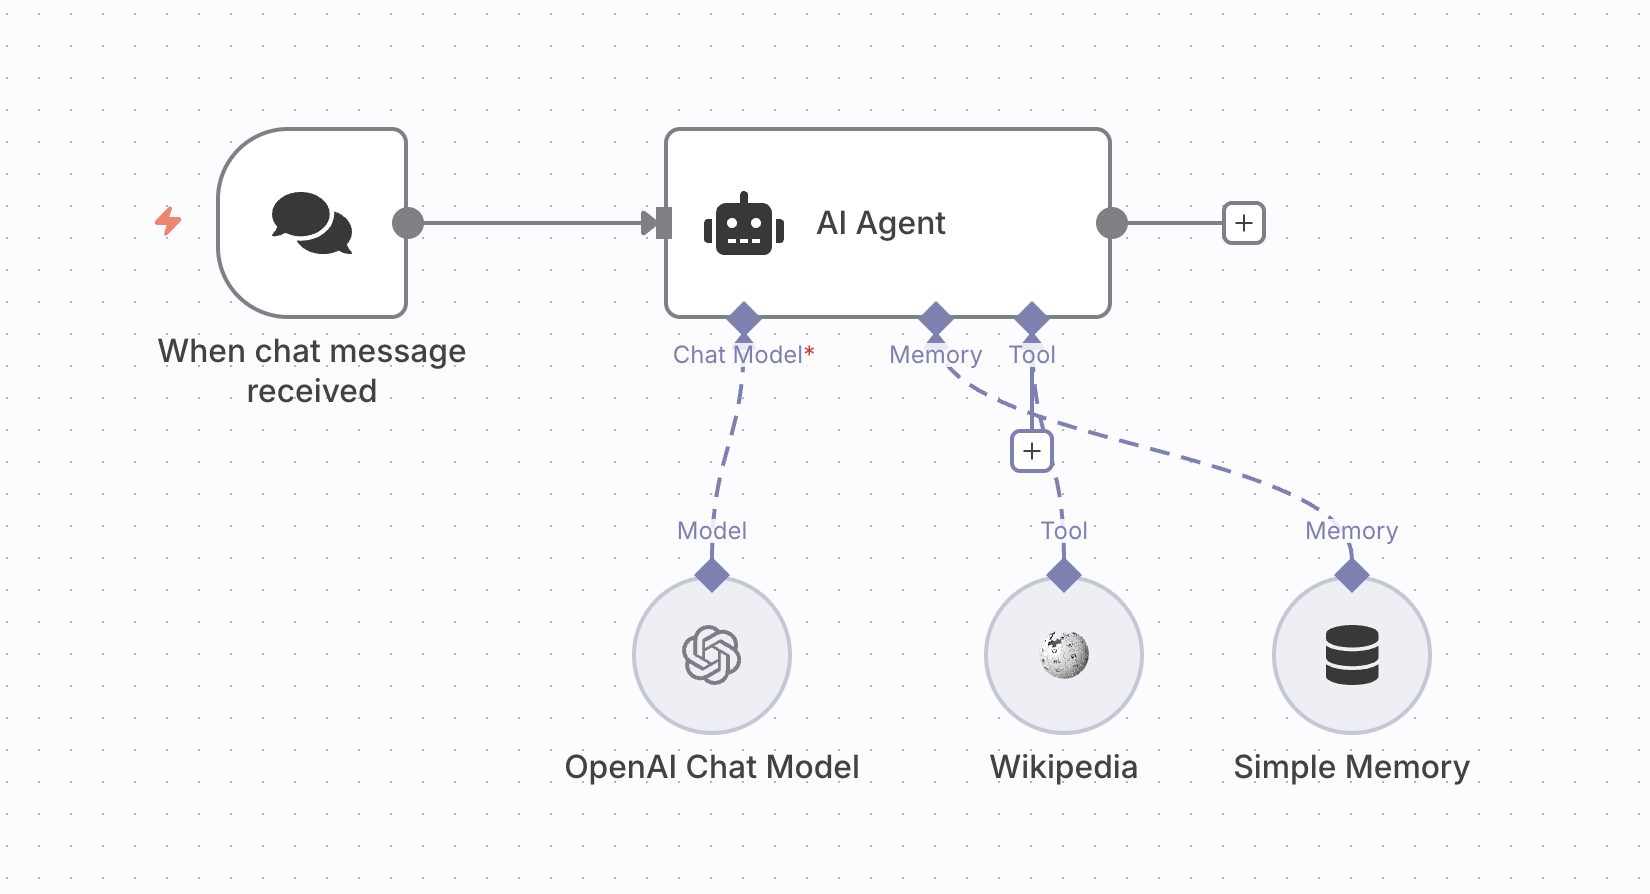 AI Agent
When chat message
received
Chat Model*
Memory
Tool
Model
Tool
Memory
OpenAI Chat Model
Wikipedia
Simple Memory